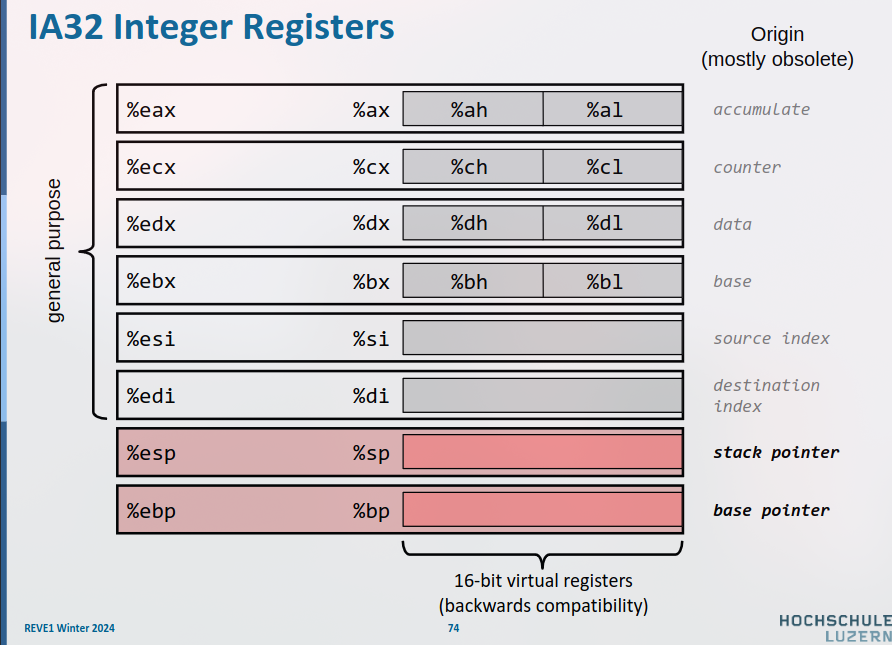 IA32 Integer Registers
Origin
(mostly obsolete)
general purpose
%eax %ax %ah %al accumulate
%ecx %cx %ch %cl counter
%edx %dx %dh %dl data
%ebx %bx %bh %bl base
%esi %si source index
%edi %di destination
index
%esp %sp stack pointer
%ebp %bp base pointer
16-bit virtual registers
(backwards compatibility)
REVE1 Winter 2024 74 HOCHSCHULE
LUZERN